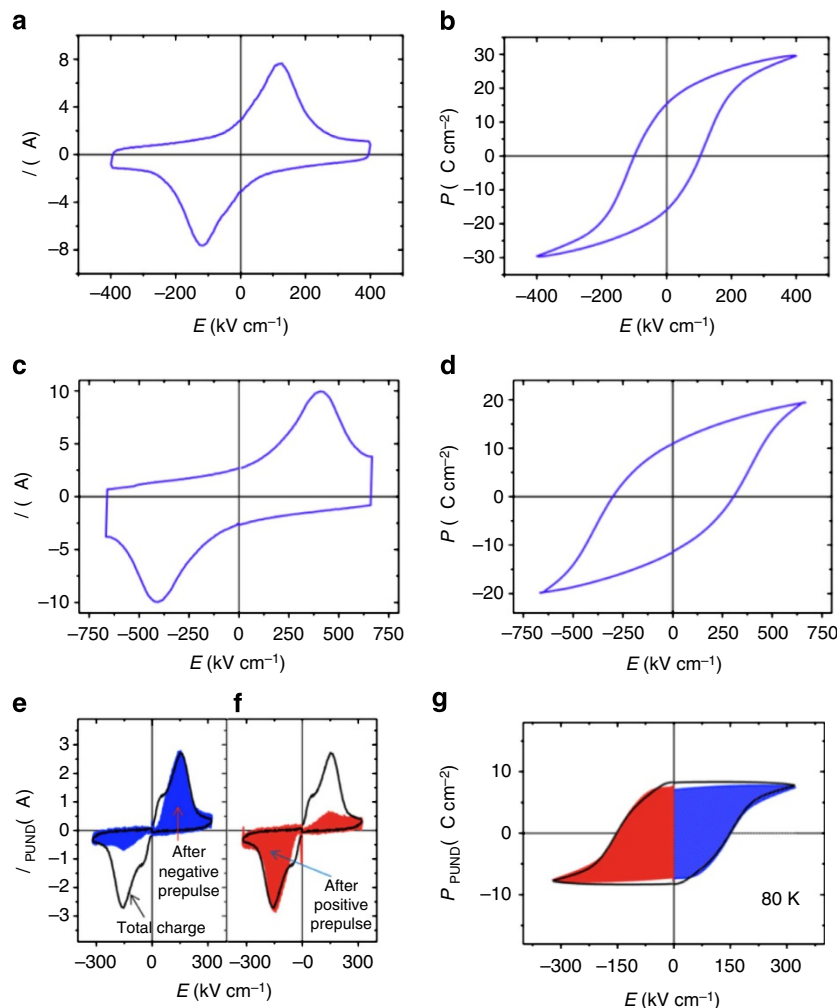 a
8
4
0
−4
−8
I ( A)
−400 −200 0 200 400
E (kV cm−1)
b
30
20
10
0
−10
−20
−30
P ( C cm−2)
−400 −200 0 200 400
E (kV cm−1)
c
10
5
0
−5
−10
I ( A)
−750 −500 −250 0 250 500 750
E (kV cm−1)
d
20
10
0
−10
−20
P ( C cm−2)
−750 −500 −250 0 250 500 750
E (kV cm−1)
e
f
3
2
1
0
−1
−2
−3
I PUND ( A)
After
negative
prepulse
Total charge
After
positive
prepulse
−300 0 300 −300 −0 300
E (kV cm−1)
g
10
0
−10
P PUND ( C cm−2)
80 K
−300 −150 0 150 300
E (kV cm−1)